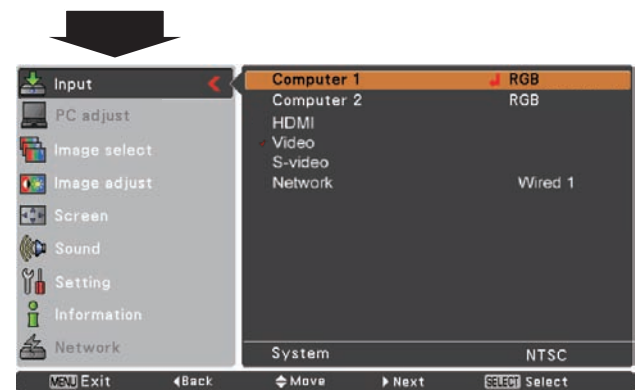 Input
PC adjust
Image select
Image adjust
Screen
Sound
Setting
Information
Network
Computer 1 RGB
Computer 2 RGB
HDMI
Video
S-video
Network Wired 1
System NTSC
MENU Exit Back Move Next SELECT Select